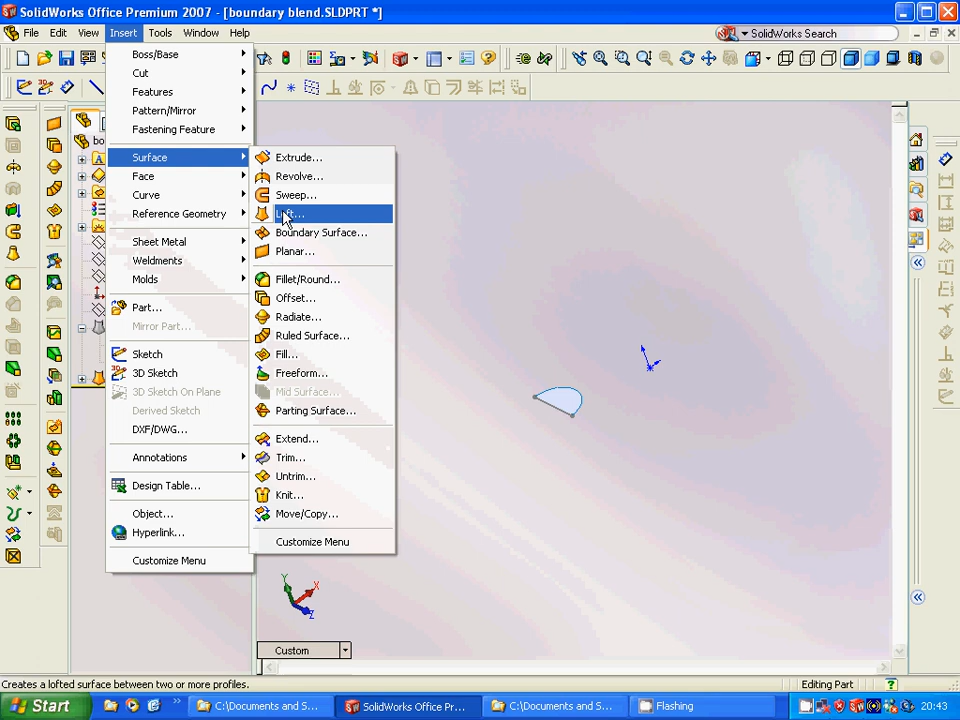 SolidWorks Office Premium 2007 - [boundary blend.SLDPRT *]
File Edit View Insert Tools Window Help
SolidWorks Search
Boss/Base
Cut
Features
Pattern/Mirror
Fastening Feature
Surface
Face
Curve
Reference Geometry
Sheet Metal
Weldments
Molds
Part...
Mirror Part...
Sketch
3D Sketch
3D Sketch On Plane
Derived Sketch
DXF/DWG...
Annotations
Design Table...
Object...
Hyperlink...
Customize Menu
Extrude...
Revolve...
Sweep...
Loft...
Boundary Surface...
Planar...
Fillet/Round...
Offset...
Radiate...
Ruled Surface...
Fill...
Freeform...
Mid Surface...
Parting Surface...
Extend...
Trim...
Untrim...
Knit...
Move/Copy...
Customize Menu
bo
Y
X
Z
Custom
Creates a lofted surface between two or more profiles.
Editing Part
Start
C:\Documents and S...
SolidWorks Office Pr...
C:\Documents and S...
Flashing
20:43